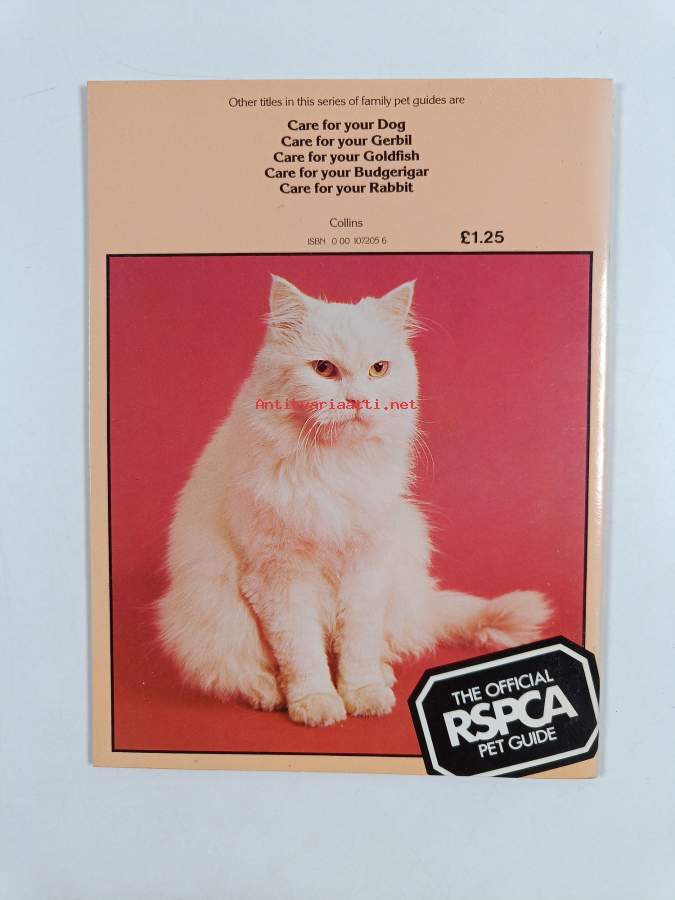 Other titles in this series of family pet guides are
Care for your Dog
Care for your Gerbil
Care for your Goldfish
Care for your Budgerigar
Care for your Rabbit
Collins
ISBN 0 00 107205 6
£1.25
Antikvariaatti.net
THE OFFICIAL
RSPCA
PET GUIDE